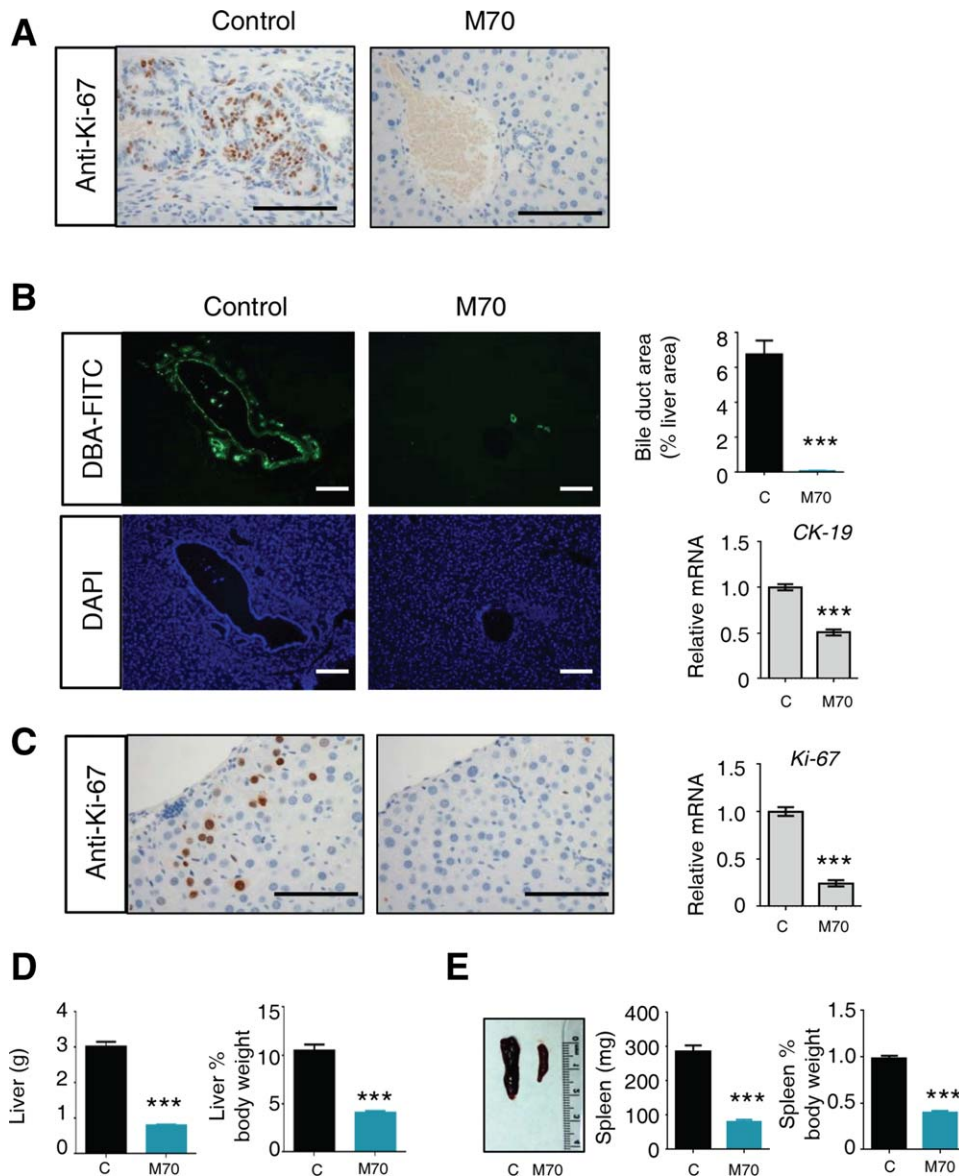 A
Control
M70
Anti-Ki-67
B
Control
M70
DBA-FITC
DAPI
Bile duct area
(% liver area)
8
6
4
2
0
***
C
M70
CK-19
Relative mRNA
1.5
1.0
0.5
0
***
C
M70
C
Anti-Ki-67
Ki-67
Relative mRNA
1.5
1.0
0.5
0
***
C
M70
D
Liver (g)
4
3
2
1
0
***
C
M70
Liver %
body weight
15
10
5
0
***
C
M70
E
C M70
Spleen (mg)
400
300
200
100
0
***
C
M70
Spleen %
body weight
1.5
1.0
0.5
0.0
***
C
M70